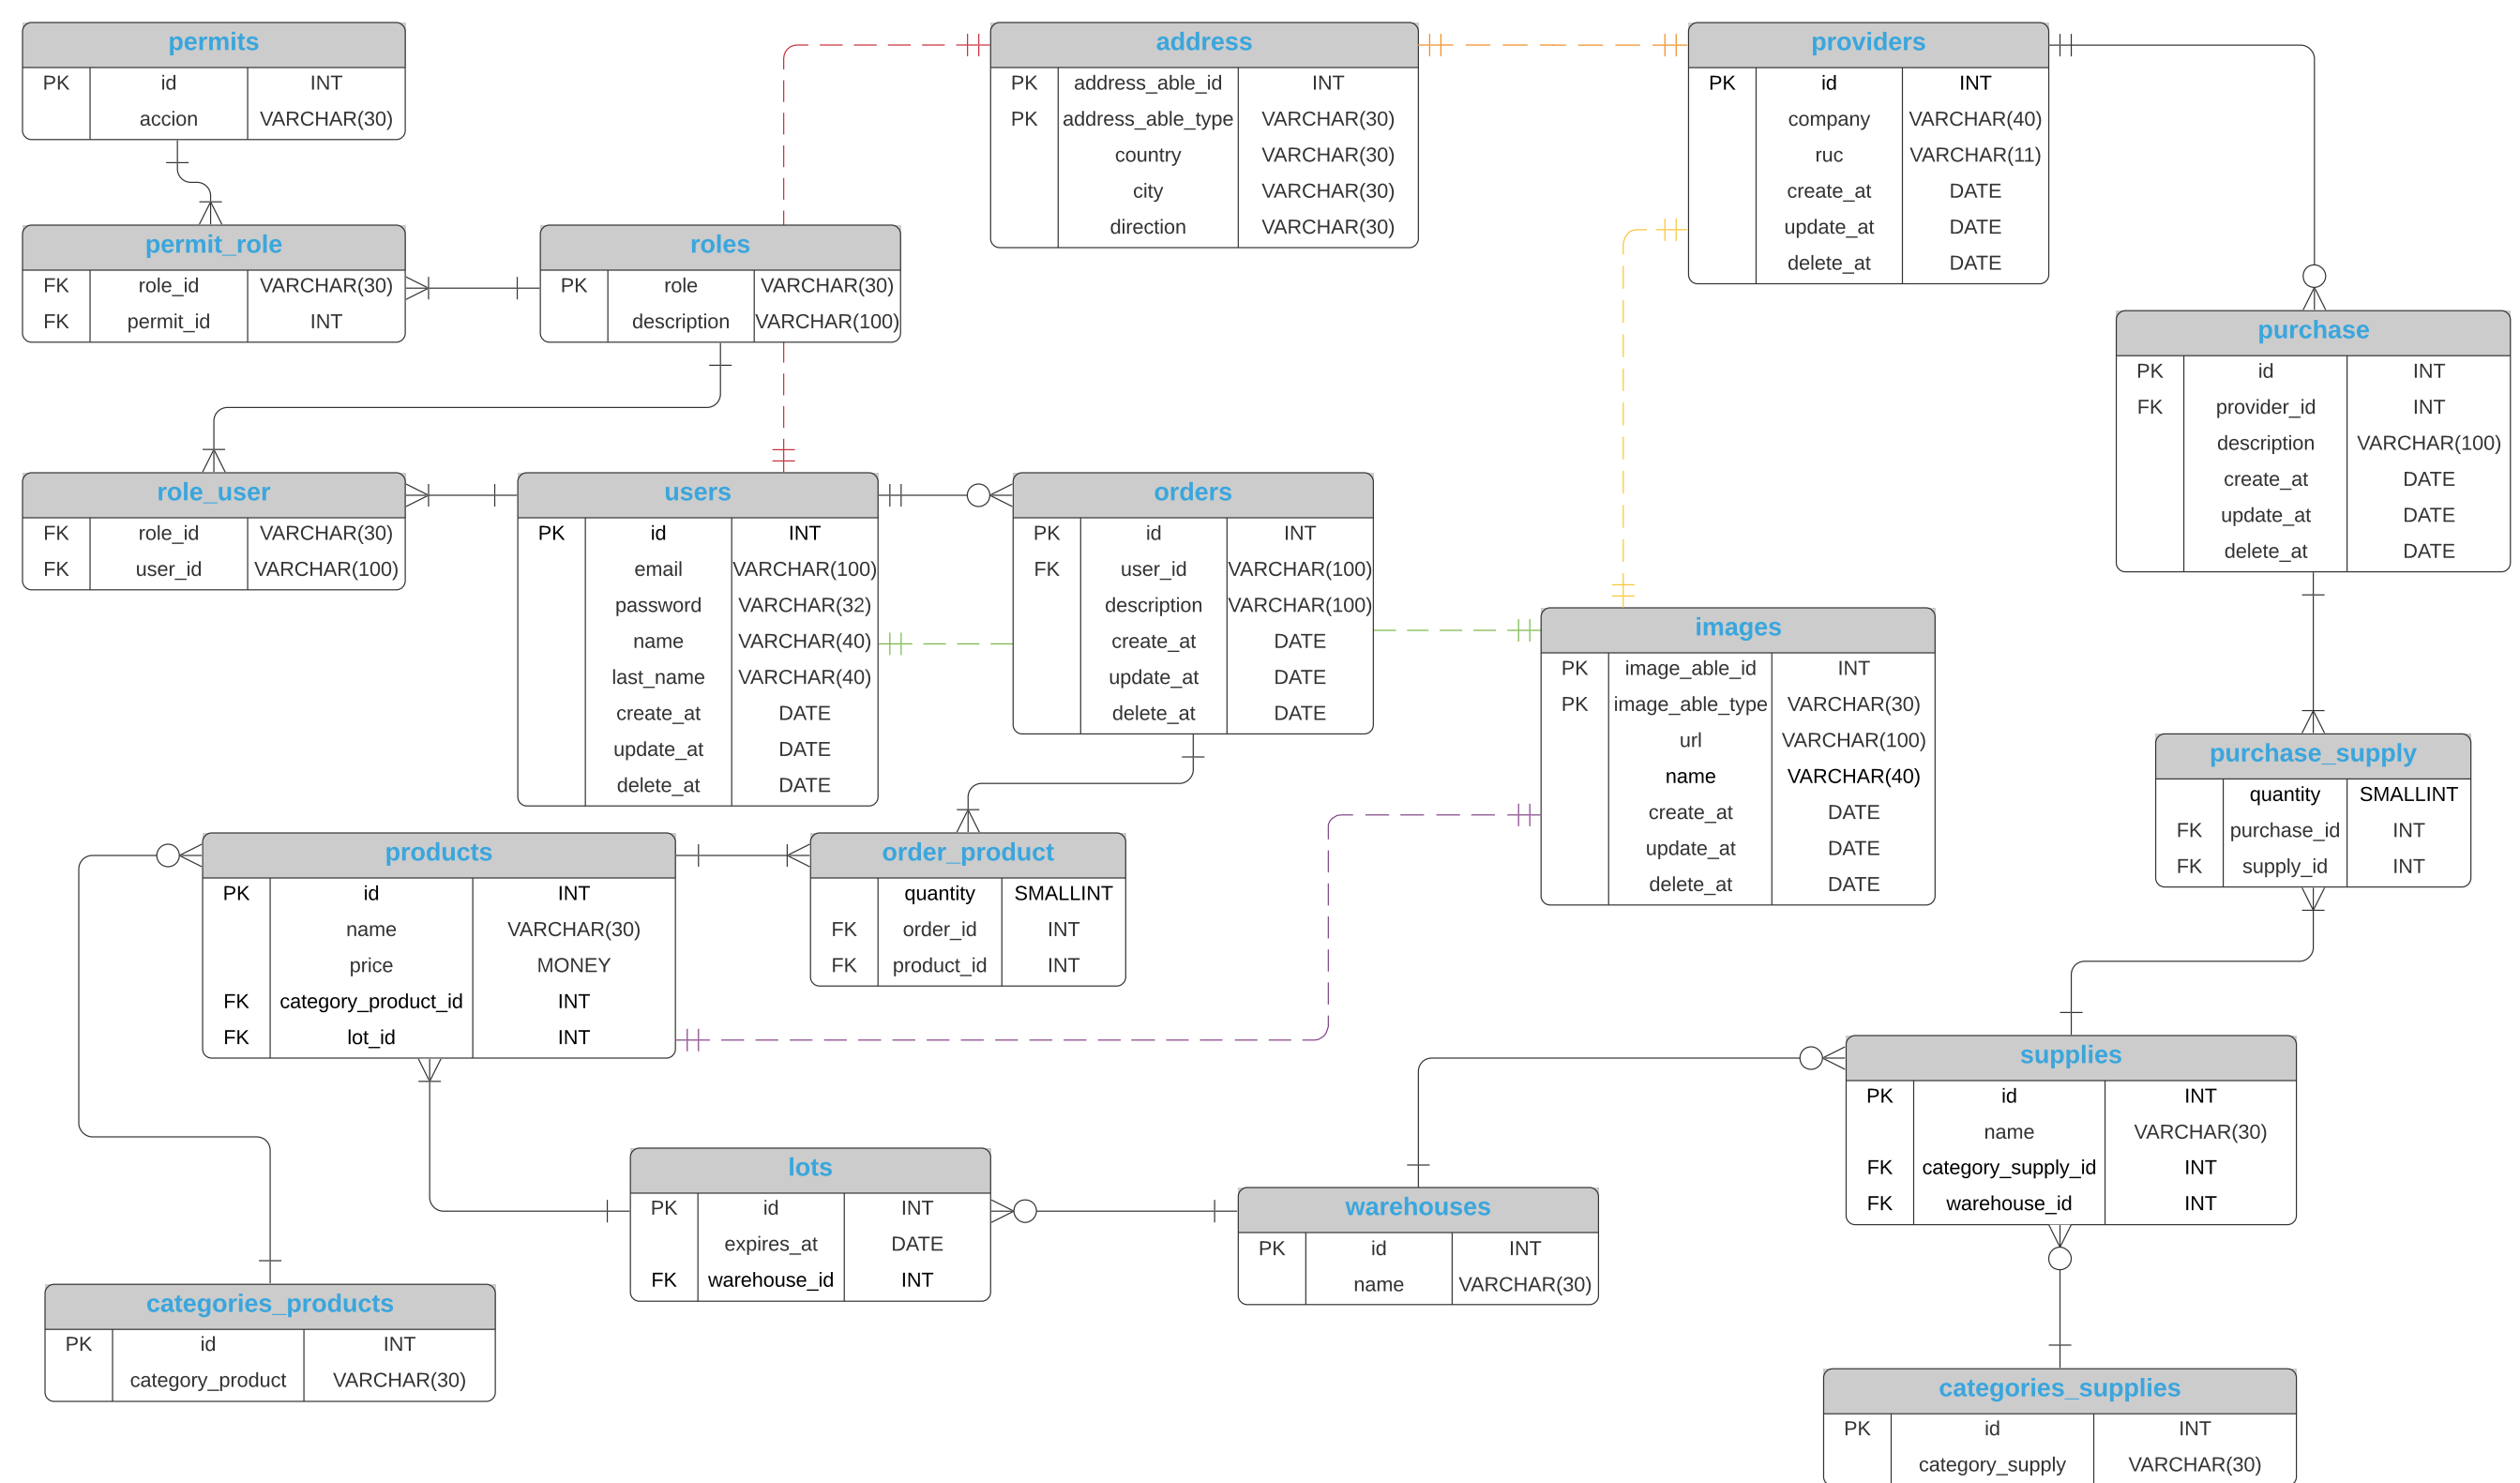 permits
PK id INT
accion VARCHAR(30)
address
PK address_able_id INT
PK address_able_type VARCHAR(30)
country VARCHAR(30)
city VARCHAR(30)
direction VARCHAR(30)
providers
PK id INT
company VARCHAR(40)
ruc VARCHAR(11)
create_at DATE
update_at DATE
delete_at DATE
permit_role
FK role_id VARCHAR(30)
FK permit_id INT
roles
PK role VARCHAR(30)
description VARCHAR(100)
purchase
PK id INT
FK provider_id INT
description VARCHAR(100)
create_at DATE
update_at DATE
delete_at DATE
role_user
FK role_id VARCHAR(30)
FK user_id VARCHAR(100)
users
PK id INT
email VARCHAR(100)
password VARCHAR(32)
name VARCHAR(40)
last_name VARCHAR(40)
create_at DATE
update_at DATE
delete_at DATE
orders
PK id INT
FK user_id VARCHAR(100)
description VARCHAR(100)
create_at DATE
update_at DATE
delete_at DATE
images
PK image_able_id INT
PK image_able_type VARCHAR(30)
url VARCHAR(100)
name VARCHAR(40)
create_at DATE
update_at DATE
delete_at DATE
purchase_supply
quantity SMALLINT
FK purchase_id INT
FK supply_id INT
products
PK id INT
name VARCHAR(30)
price MONEY
FK category_product_id INT
FK lot_id INT
order_product
quantity SMALLINT
FK order_id INT
FK product_id INT
supplies
PK id INT
name VARCHAR(30)
FK category_supply_id INT
FK warehouse_id INT
lots
PK id INT
expires_at DATE
FK warehouse_id INT
warehouses
PK id INT
name VARCHAR(30)
categories_products
PK id INT
category_product VARCHAR(30)
categories_supplies
PK id INT
category_supply VARCHAR(30)